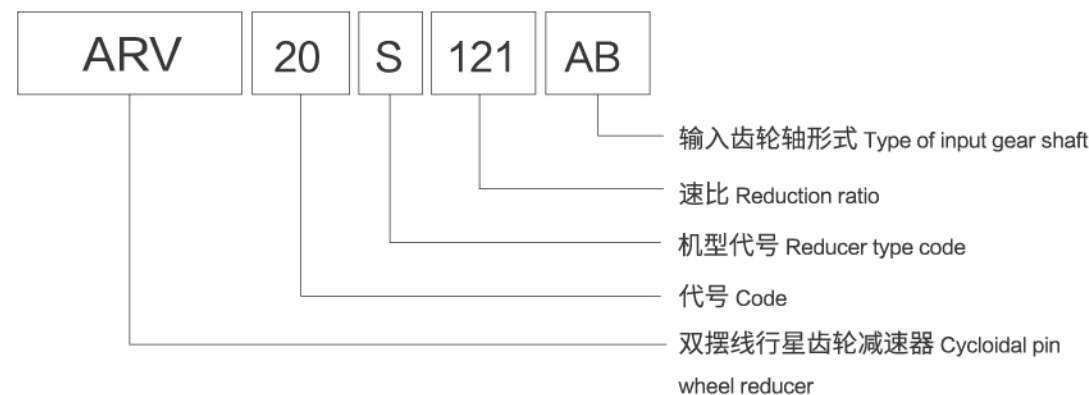 ARV 20 S 121 AB
输入齿轮轴形式 Type of input gear shaft
速比 Reduction ratio
机型代号 Reducer type code
代号 Code
双摆线行星齿轮减速器 Cycloidal pin
wheel reducer